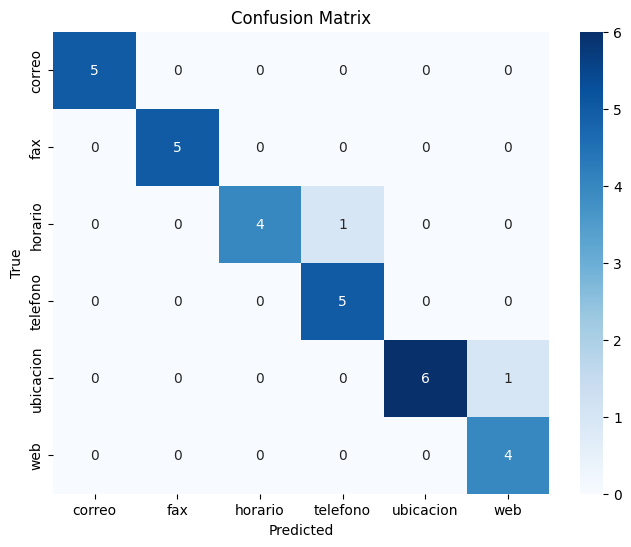 Confusion Matrix
correo 5 0 0 0 0 0
fax 0 5 0 0 0 0
horario 0 0 4 1 0 0
telefono 0 0 0 5 0 0
ubicacion 0 0 0 0 6 1
web 0 0 0 0 0 4
True
correo fax horario telefono ubicacion web
Predicted
6
5
4
3
2
1
0